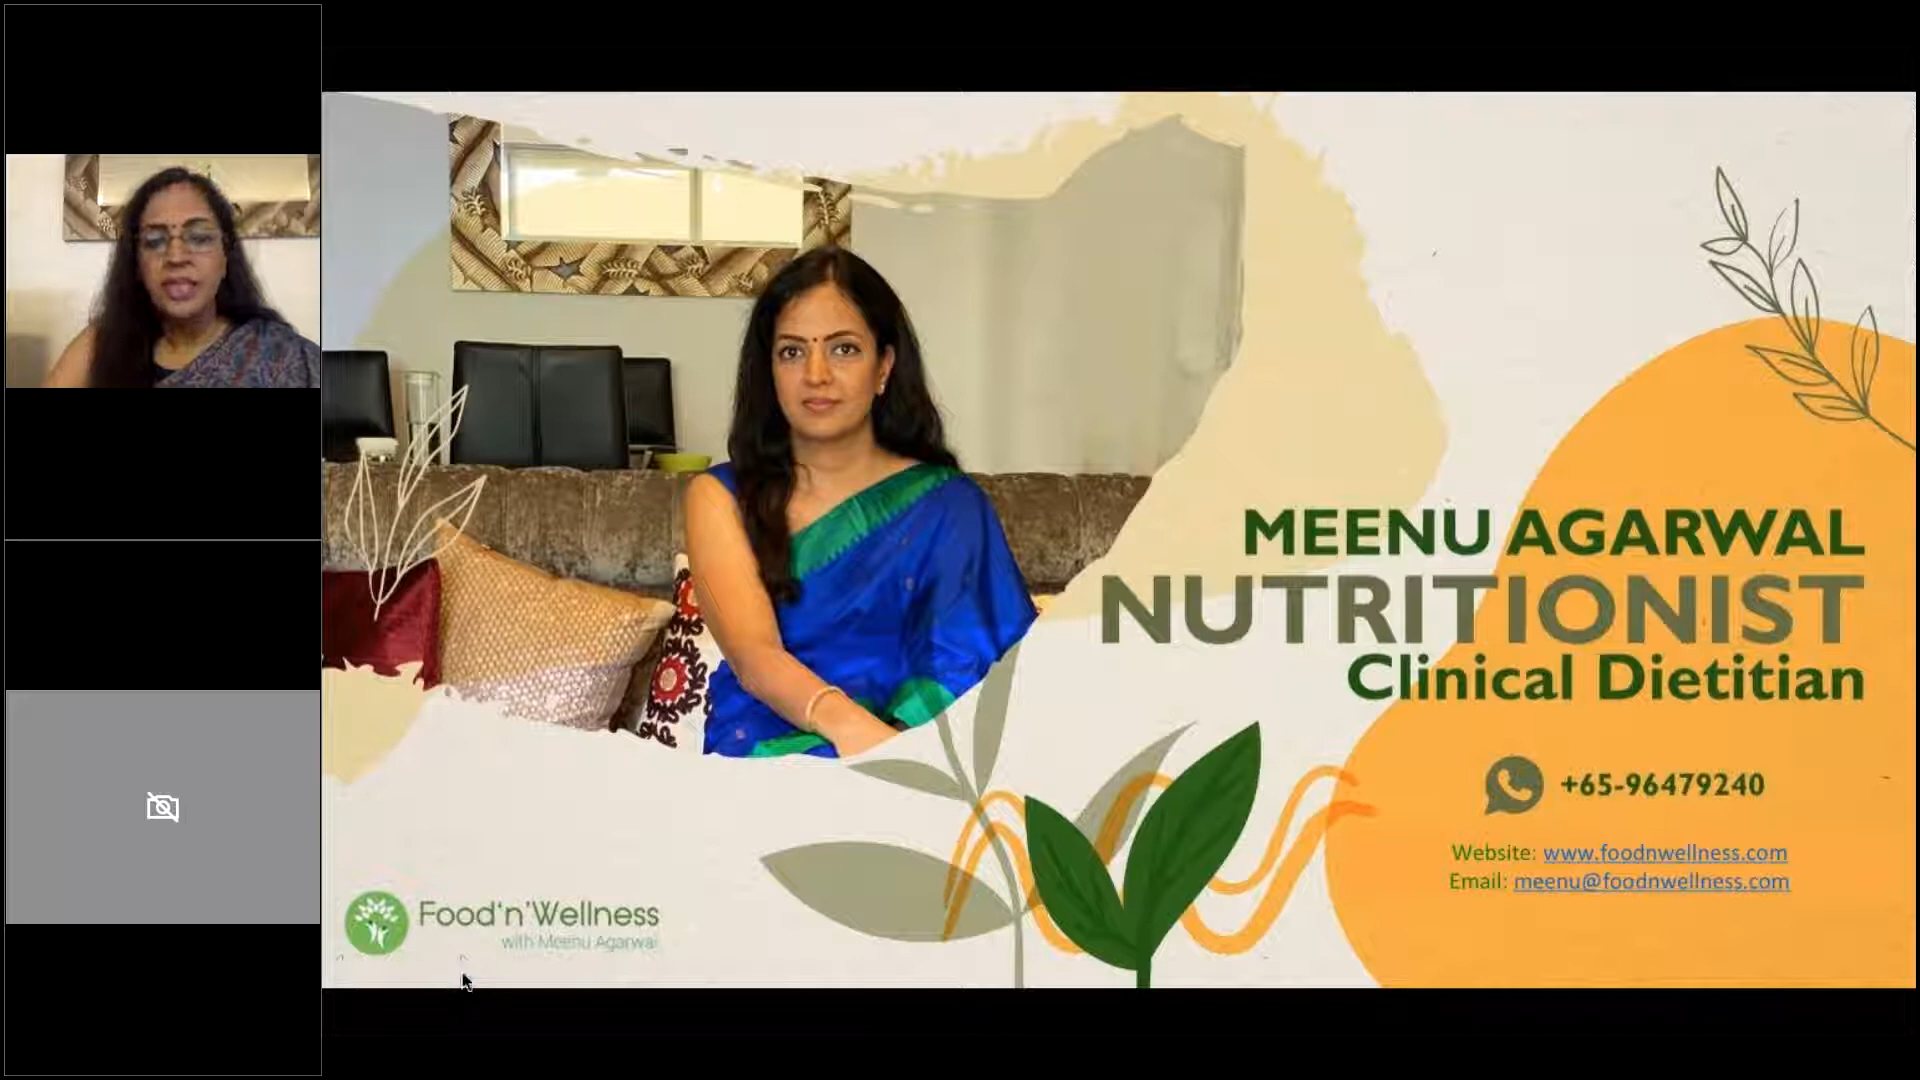 MEENU AGARWAL
NUTRITIONIST
Clinical Dietitian
+65-96479240
Website: www.foodnwellness.com
Email: meenu@foodnwellness.com
Food'n'Wellness
with Meenu Agarwal